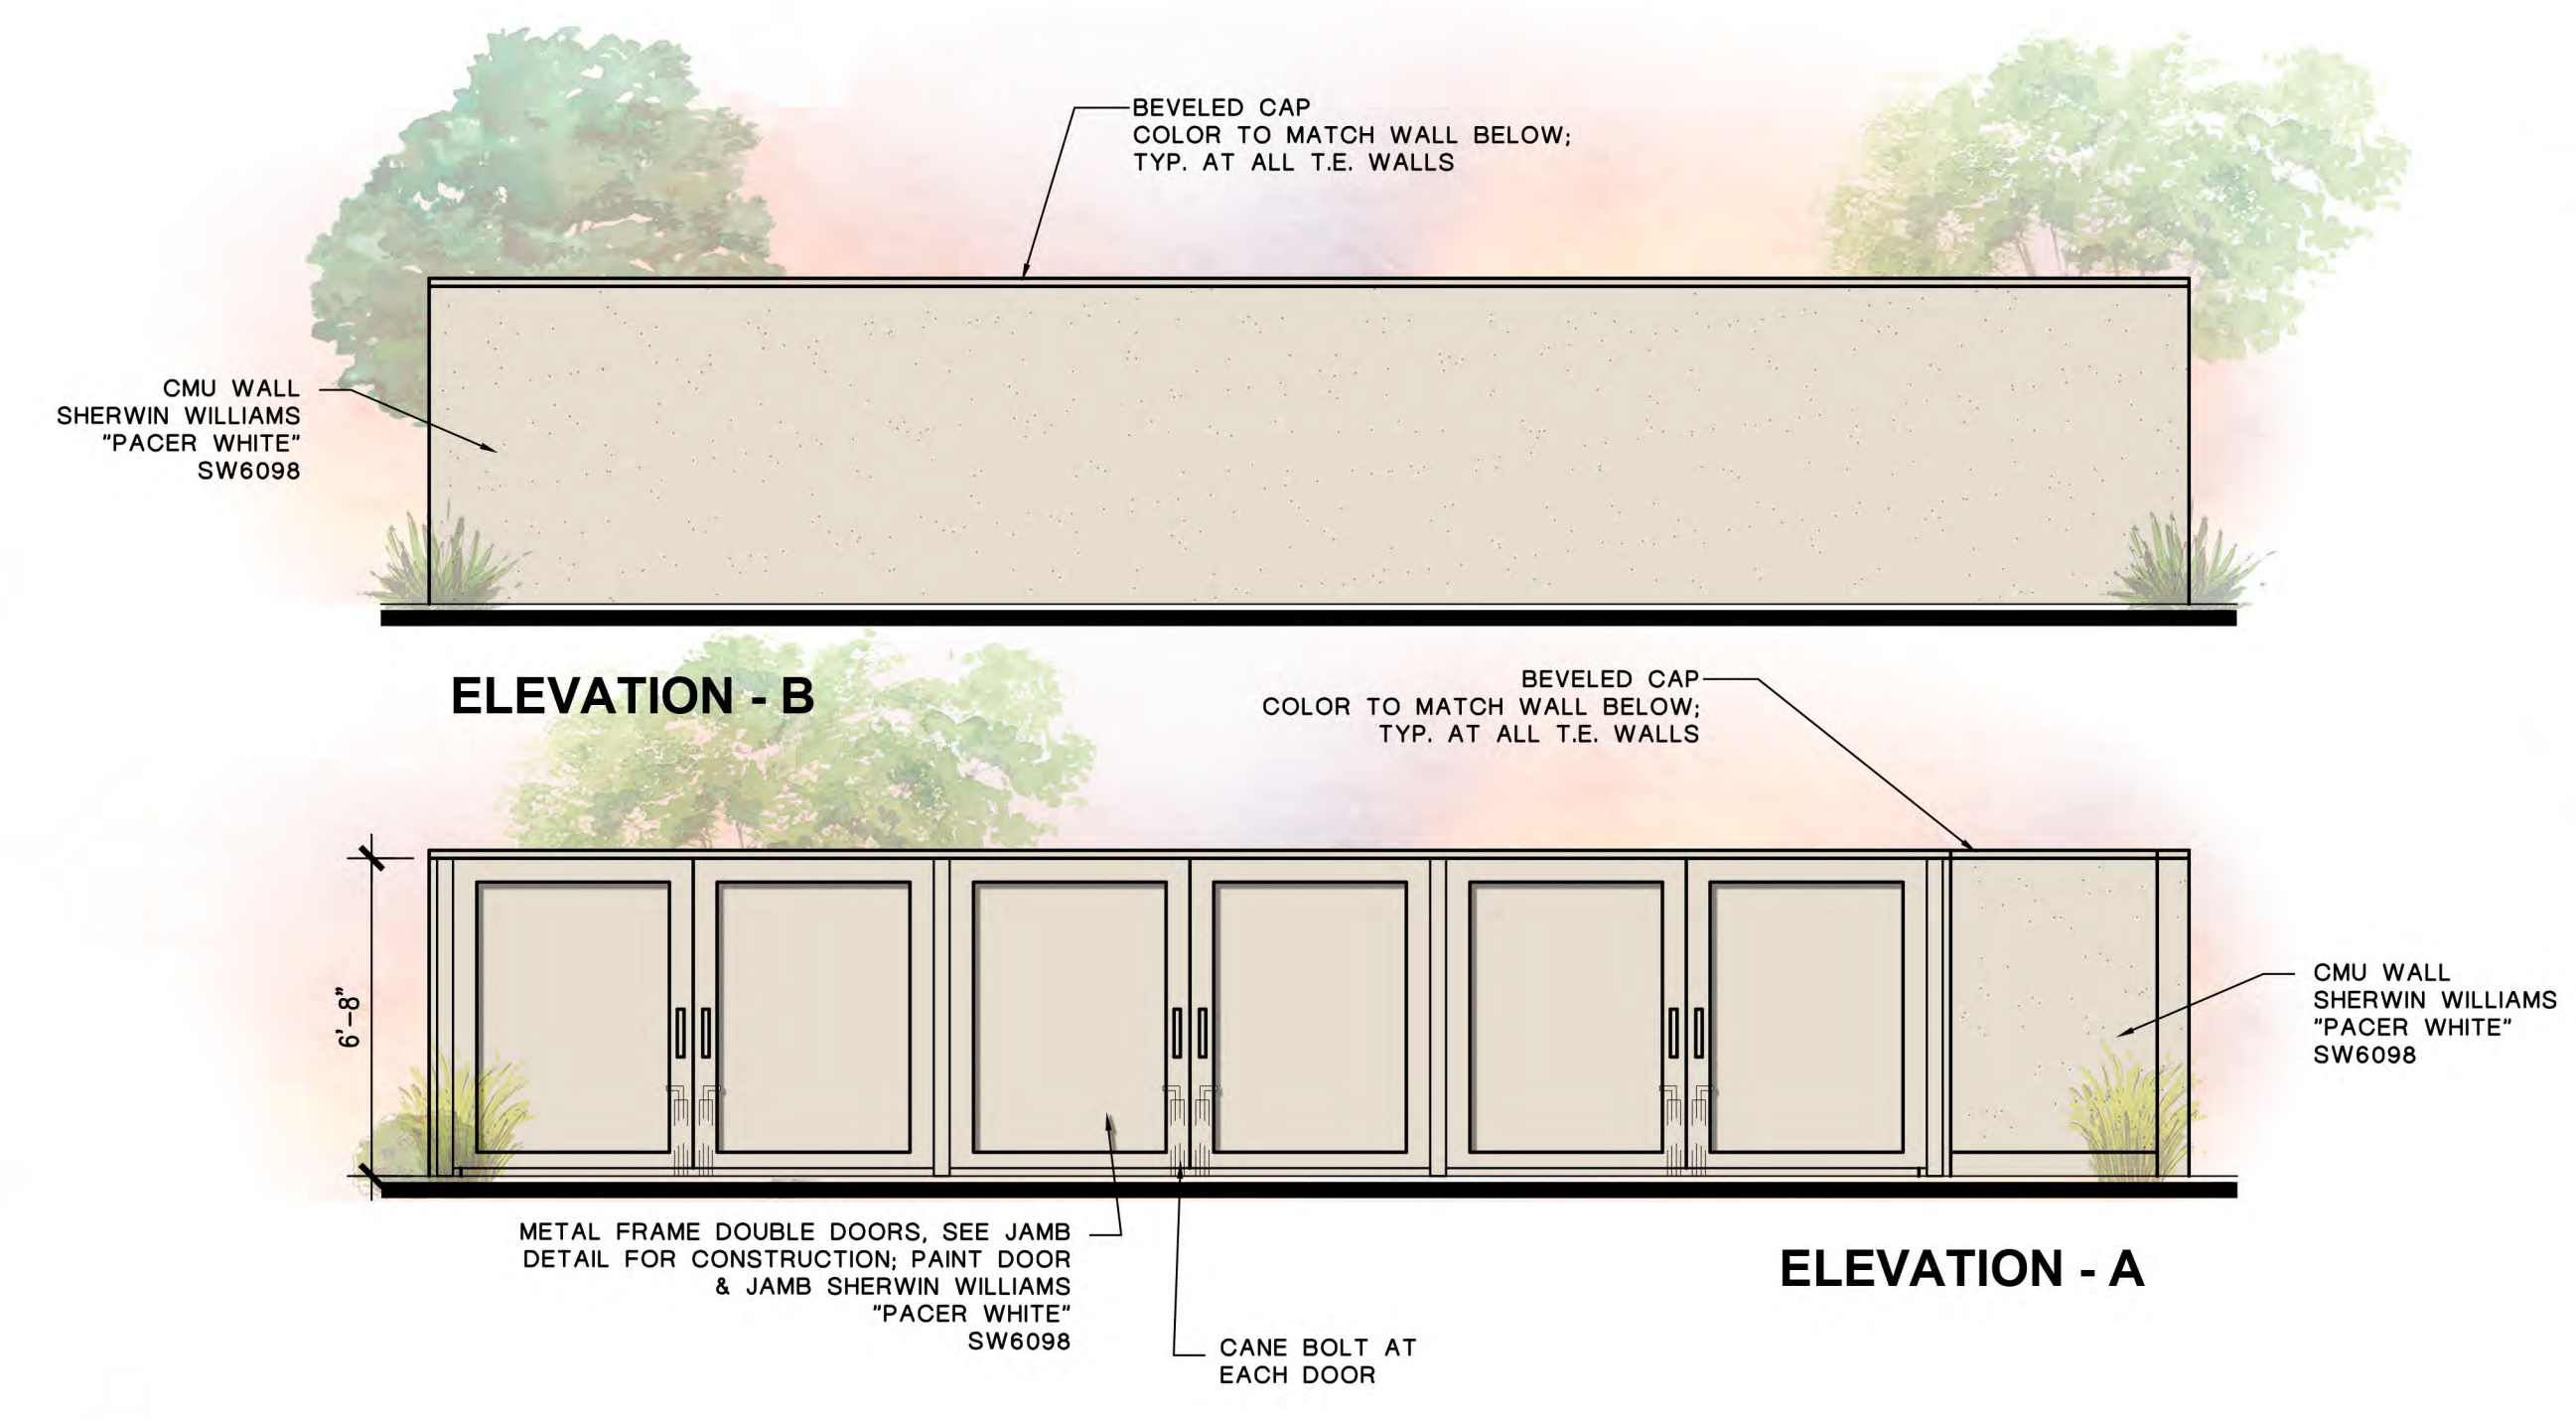 BEVELED CAP
COLOR TO MATCH WALL BELOW;
TYP. AT ALL T.E. WALLS
CMU WALL
SHERWIN WILLIAMS
"PACER WHITE"
SW6098
ELEVATION - B
BEVELED CAP
COLOR TO MATCH WALL BELOW;
TYP. AT ALL T.E. WALLS
6'-8"
CMU WALL
SHERWIN WILLIAMS
"PACER WHITE"
SW6098
METAL FRAME DOUBLE DOORS, SEE JAMB
DETAIL FOR CONSTRUCTION; PAINT DOOR
& JAMB SHERWIN WILLIAMS
"PACER WHITE"
SW6098
CANE BOLT AT
EACH DOOR
ELEVATION - A